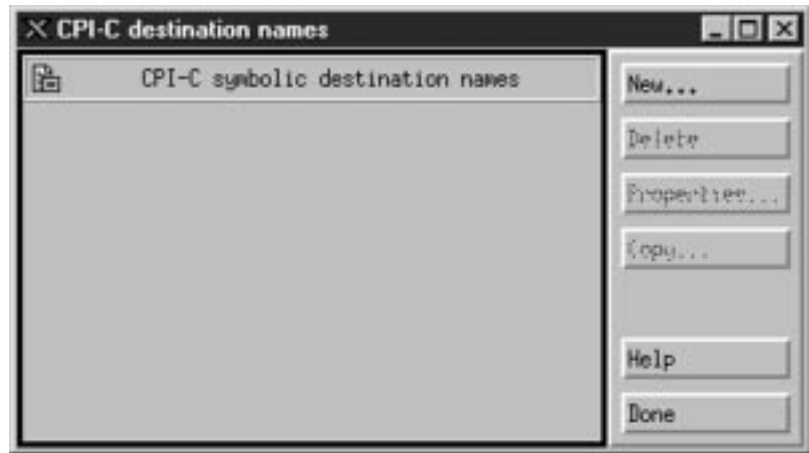 CPI-C destination names
CPI-C symbolic destination names
New...
Delete
Properties...
Copy...
Help
Done